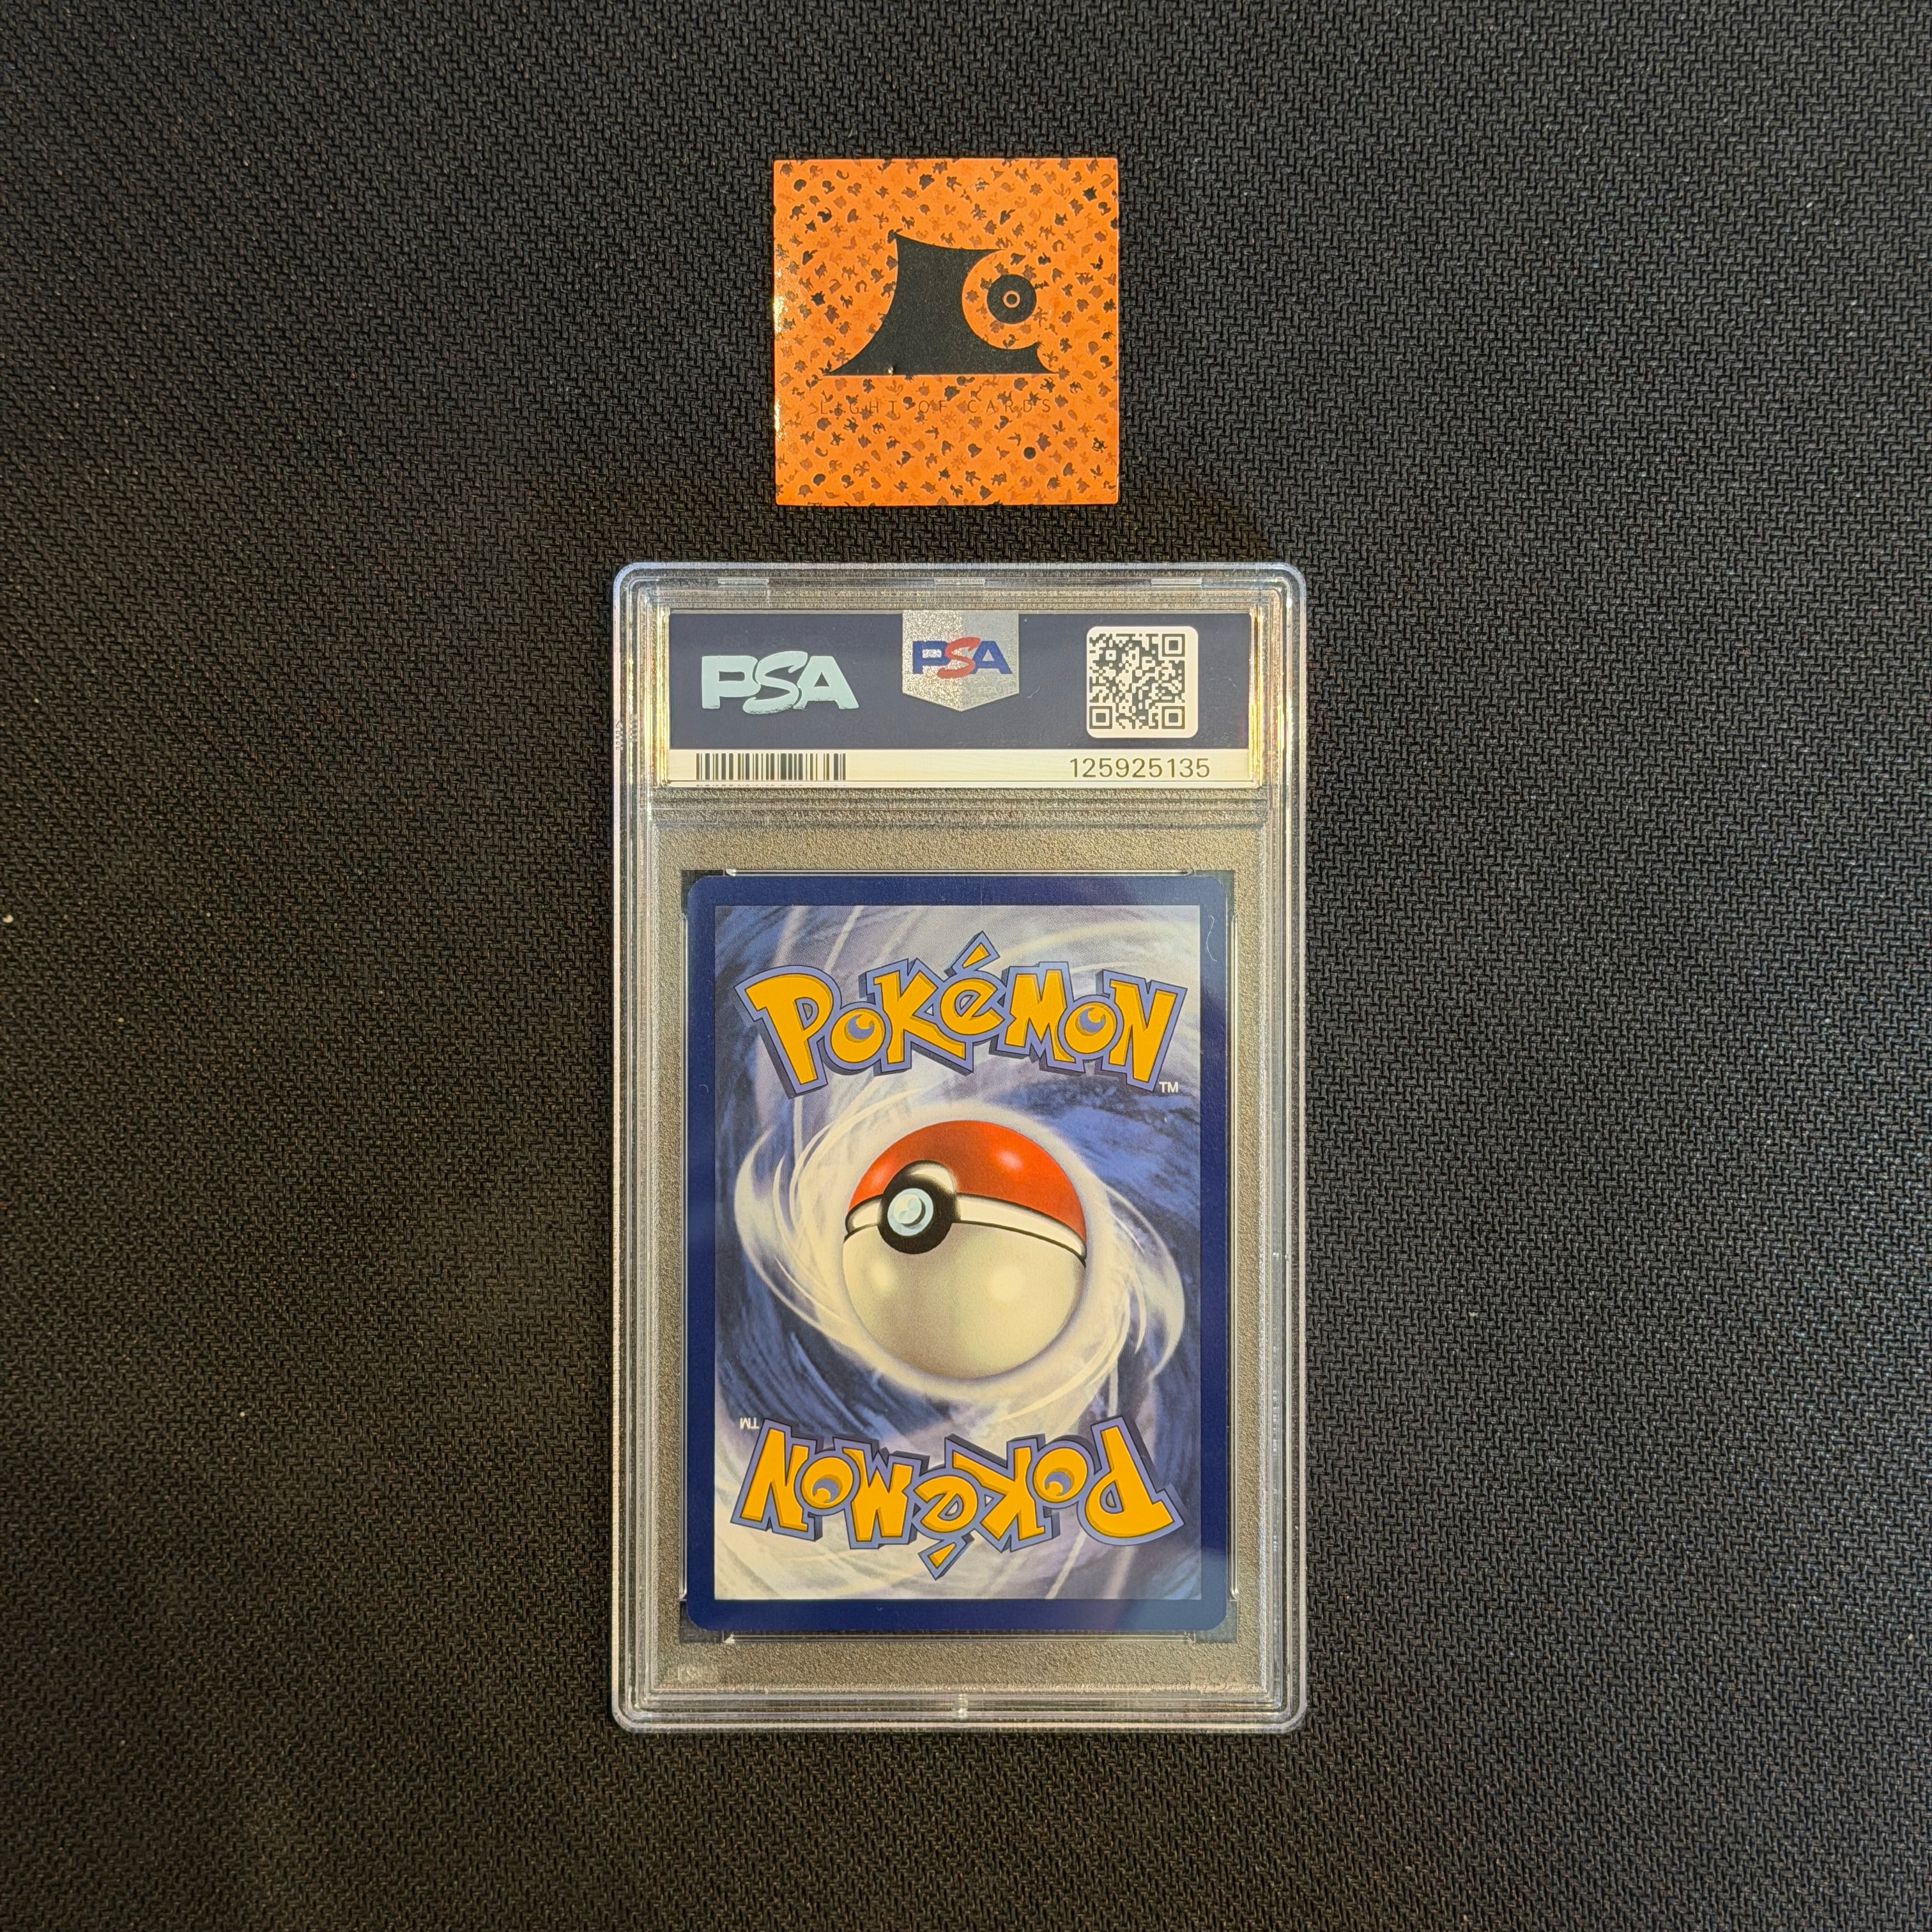 LIGHT OF CARDS
PSA
PSA
125925135
POKéMON
TM
TM
POKéMON